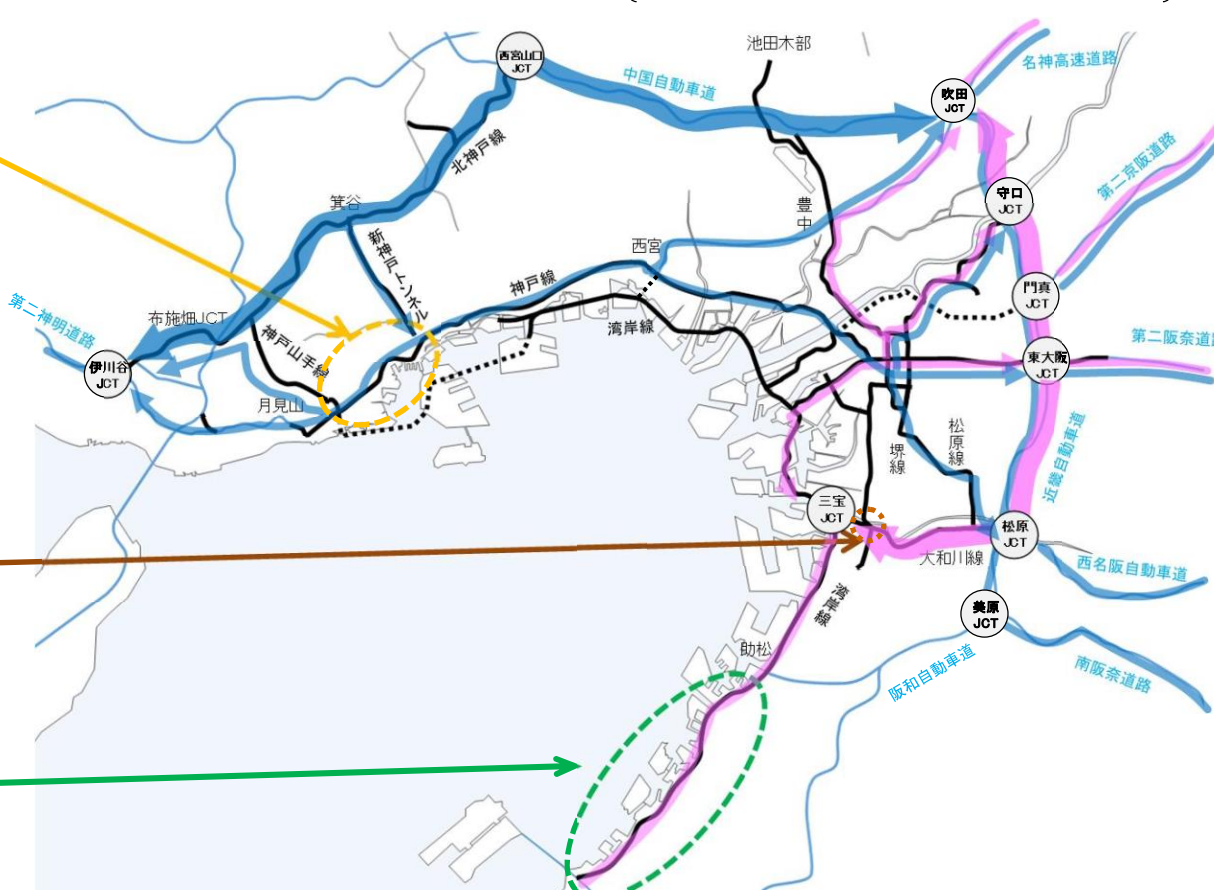 池田木部
西宮山口
JCT
中国自動車道
名神高速道路
吹田
JCT
北神戸線
第二京阪道路
箕谷
守口
JCT
豊中
新神戸トンネル
西宮
神戸線
門真
JCT
第二神明道路
布施畑JCT
湾岸線
第二阪奈道路
神戸山手線
伊川谷
JCT
東大阪
JCT
月見山
松原線
堺線
近畿自動車道
三宝
JCT
松原
JCT
大和川線
西名阪自動車道
湾岸線
美原
JCT
助松
阪和自動車道
南阪奈道路